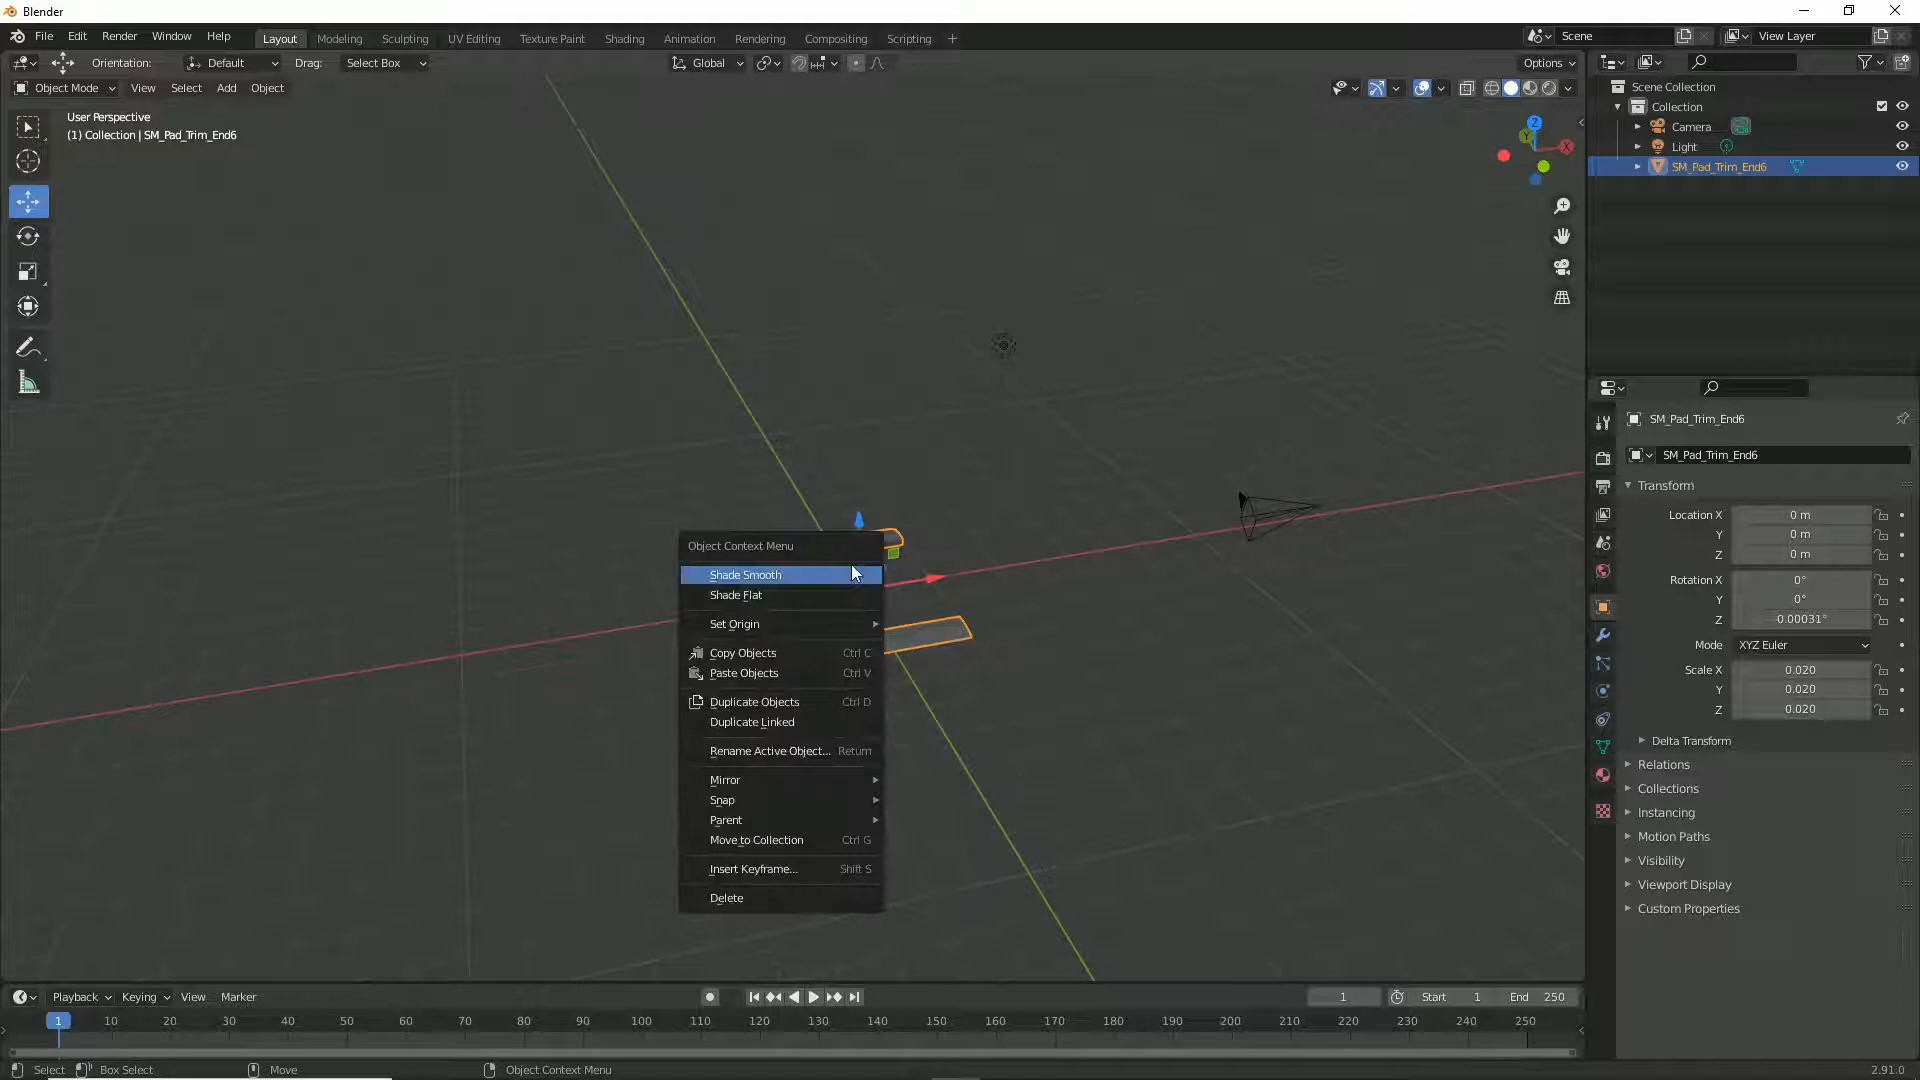 Blender
File Edit Render Window Help
Layout Modeling Sculpting UV Editing Texture Paint Shading Animation Rendering Compositing Scripting +
Scene
View Layer
Orientation: Default Drag: Select Box
Global
Options
Object Mode View Select Add Object
User Perspective
(1) Collection | SM_Pad_Trim_End6
Z
Y
X
Scene Collection
Collection
Camera
Light
SM_Pad_Trim_End6
Object Context Menu
Shade Smooth
Shade Flat
Set Origin
Copy Objects Ctrl C
Paste Objects Ctrl V
Duplicate Objects Ctrl D
Duplicate Linked
Rename Active Object... Return
Mirror
Snap
Parent
Move to Collection Ctrl G
Insert Keyframe... Shift S
Delete
SM_Pad_Trim_End6
SM_Pad_Trim_End6
Transform
Location X 0 m
Y 0 m
Z 0 m
Rotation X 0°
Y 0°
Z 0.00031°
Mode XYZ Euler
Scale X 0.020
Y 0.020
Z 0.020
Delta Transform
Relations
Collections
Instancing
Motion Paths
Visibility
Viewport Display
Custom Properties
Playback Keying View Marker
1 Start 1 End 250
1 10 20 30 40 50 60 70 80 90 100 110 120 130 140 150 160 170 180 190 200 210 220 230 240 250
Select Box Select Move Object Context Menu 2.91.0